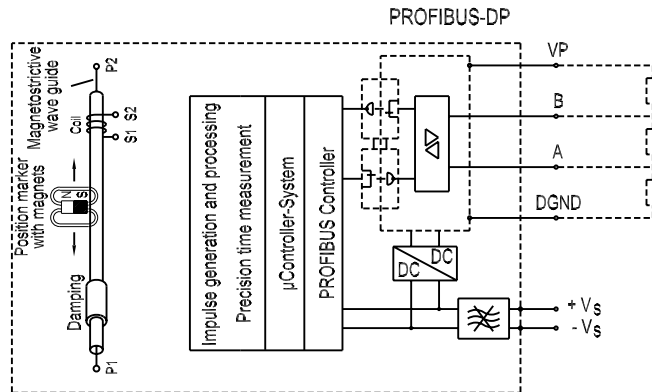 PROFIBUS-DP
VP
B
A
DGND
+ Vs
- Vs
DC
DC
Impulse generation and processing
Precision time measurement
µController-System
PROFIBUS Controller
P2
Magnetostrictive
wave guide
Coil
S2
S1
Position marker
with magnets
N
S
Damping
P1